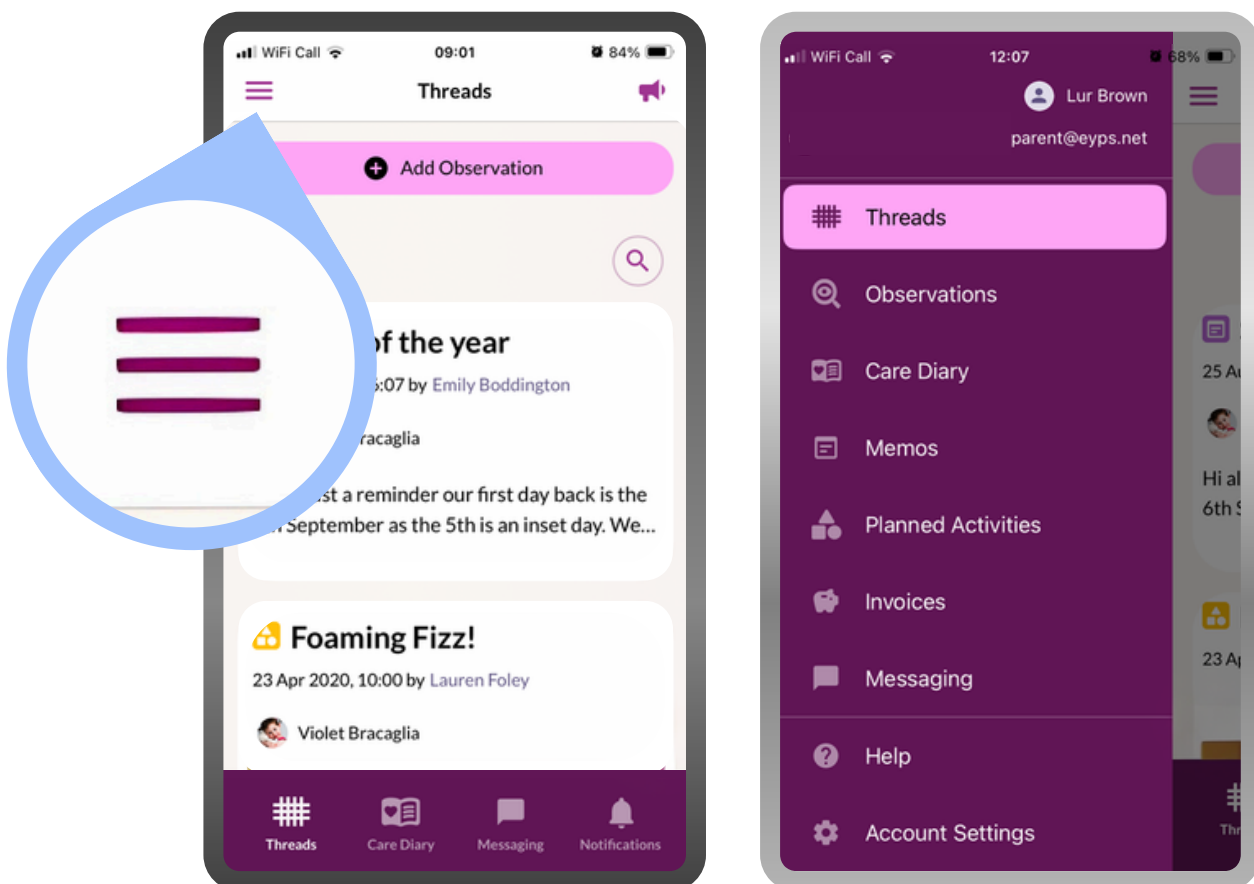 WiFi Call 09:01 84%
Threads
Add Observation
of the year
:07 by Emily Boddington
racaglia
a reminder our first day back is the
September as the 5th is an inset day. We...
Foaming Fizz!
23 Apr 2020, 10:00 by Lauren Foley
Violet Bracaglia
Threads Care Diary Messaging Notifications
WiFi Call 12:07 68%
Lur Brown
parent@eyps.net
Threads
Observations
Care Diary
Memos
Planned Activities
Invoices
Messaging
Help
Account Settings
25 Au
Hi al
6th S
23 Ap
Thr